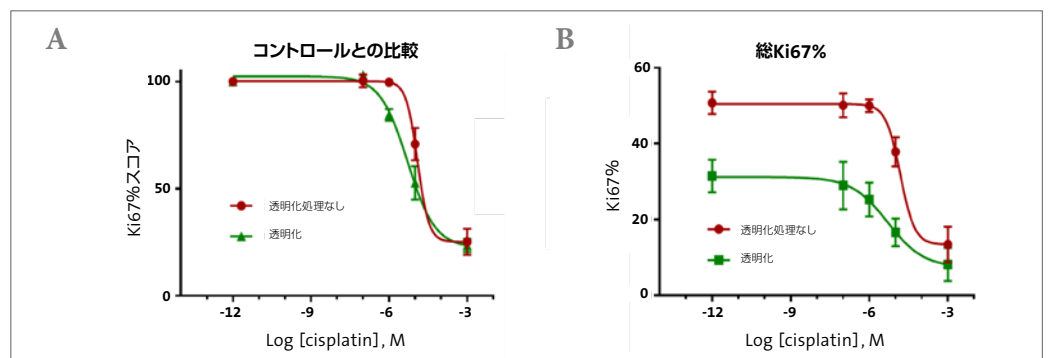 A
コントロールとの比較
Ki67%スコア
100
50
0
透明化処理なし
透明化
-12
-9
-6
-3
Log [cisplatin] , M
B
総Ki67%
Ki67%
60
40
20
0
透明化処理なし
透明化
-12
-9
-6
-3
Log [cisplatin] , M